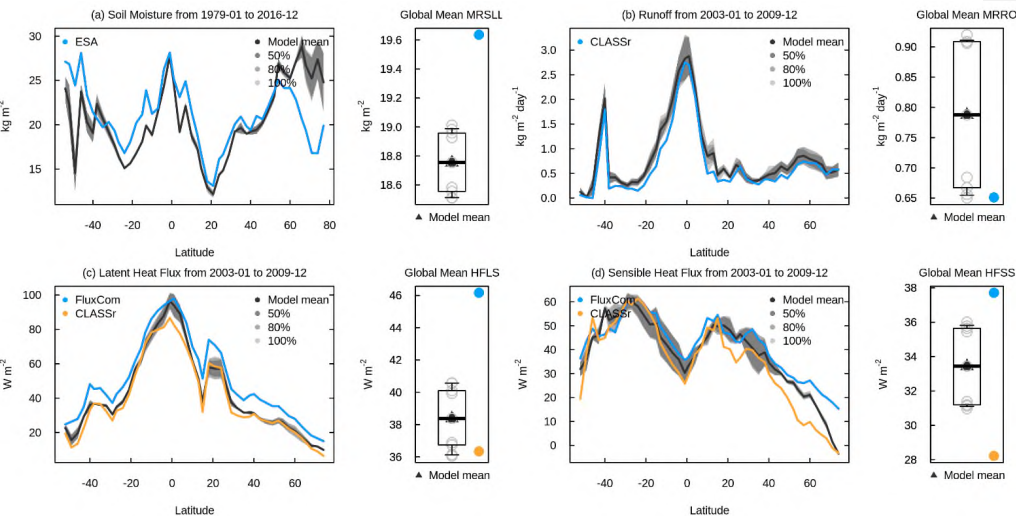 (a) Soil Moisture from 1979-01 to 2016-12
ESA
Model mean
50%
80%
100%
kg m-2
30
25
20
15
-40 -20 0 20 40 60 80
Latitude
Global Mean MRSLL
kg m-2
19.6
19.4
19.2
19.0
18.8
18.6
Model mean
(b) Runoff from 2003-01 to 2009-12
CLASSr
Model mean
50%
80%
100%
kg m-2 day-1
3.0
2.5
2.0
1.5
1.0
0.5
0.0
-40 -20 0 20 40 60
Latitude
Global Mean MRRO
kg m-2 day-1
0.90
0.85
0.80
0.75
0.70
0.65
Model mean
(c) Latent Heat Flux from 2003-01 to 2009-12
FluxCom
CLASSr
Model mean
50%
80%
100%
W m-2
100
80
60
40
20
-40 -20 0 20 40 60
Latitude
Global Mean HFLS
W m-2
46
44
42
40
38
36
Model mean
(d) Sensible Heat Flux from 2003-01 to 2009-12
FluxCom
CLASSr
Model mean
50%
80%
100%
W m-2
60
50
40
30
20
10
0
-40 -20 0 20 40 60
Latitude
Global Mean HFSS
W m-2
38
36
34
32
30
28
Model mean